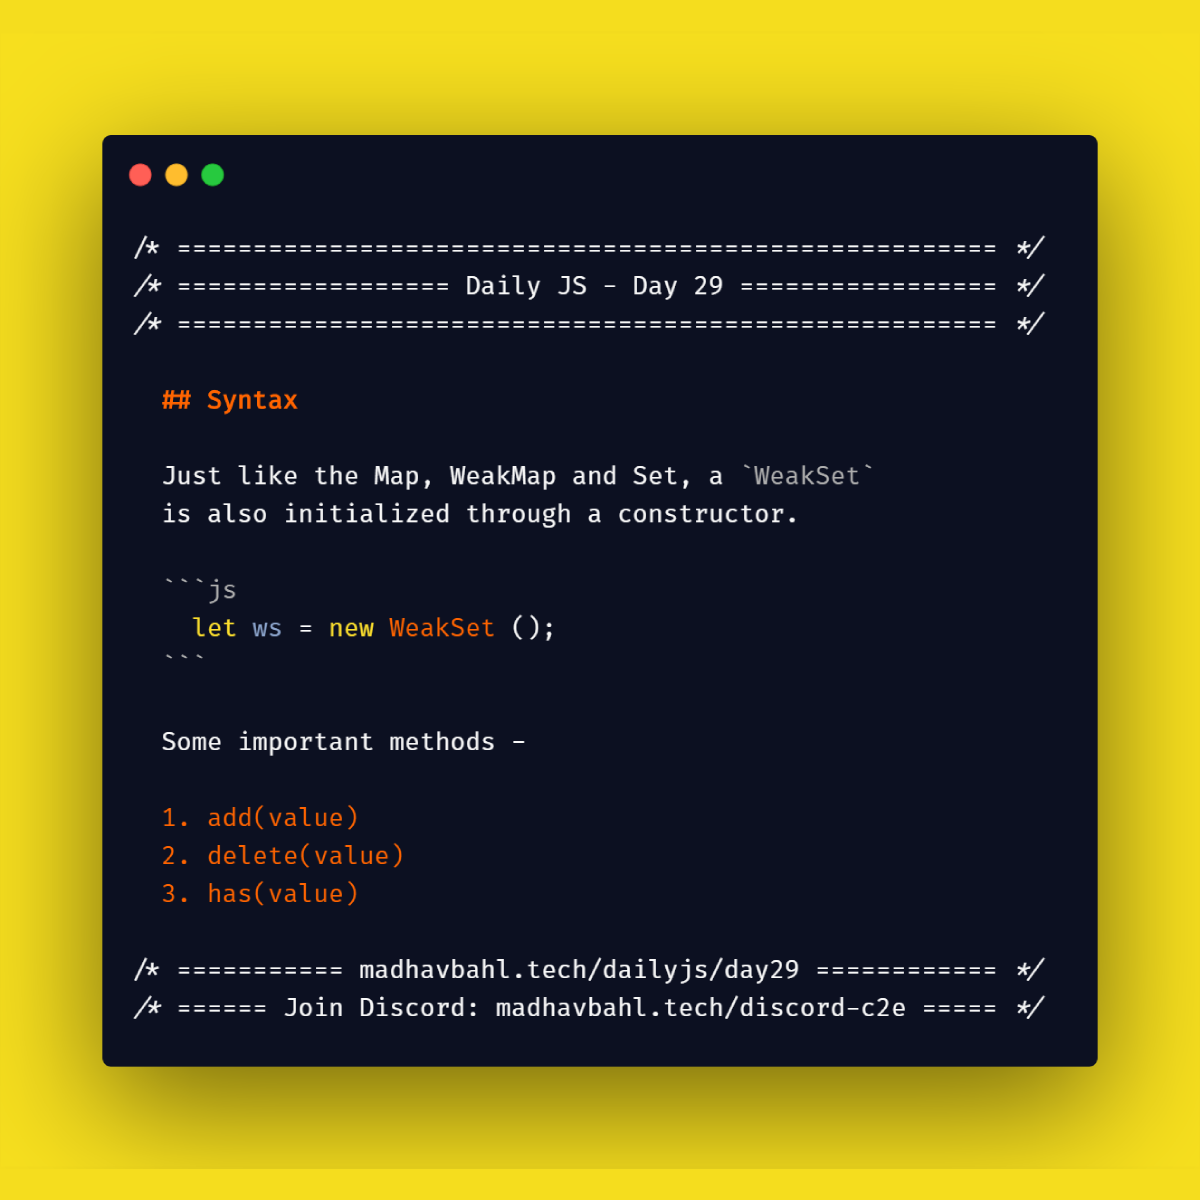 /* ====================================================== */
/* ================== Daily JS - Day 29 ================= */
/* ====================================================== */
## Syntax
Just like the Map, WeakMap and Set, a `WeakSet`
is also initialized through a constructor.
```js
let ws = new WeakSet ();
```
Some important methods -
1. add(value)
2. delete(value)
3. has(value)
/* =========== madhavbahl.tech/dailyjs/day29 ============ */
/* ====== Join Discord: madhavbahl.tech/discord-c2e ===== */